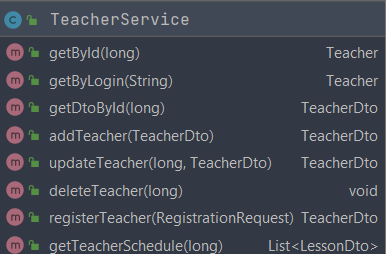 C TeacherService
m getById(long) Teacher
m getByLogin(String) Teacher
m getDtoById(long) TeacherDto
m addTeacher(TeacherDto) TeacherDto
m updateTeacher(long, TeacherDto) TeacherDto
m deleteTeacher(long) void
m registerTeacher(RegistrationRequest) TeacherDto
m getTeacherSchedule(long) List<LessonDto>